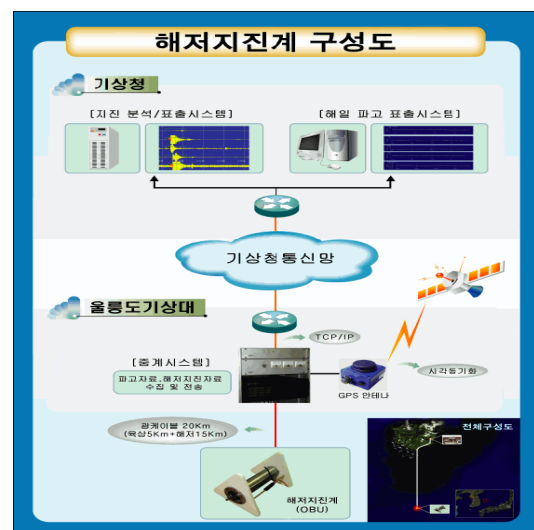 해저지진계 구성도
기상청
[지진 분석/표출시스템]
[해일 파고 표출시스템]
기상청통신망
울릉도기상대
TCP/IP
[중계시스템]
파고자료,해저지진자료
수집 및 전송
시각동기화
GPS 안테나
광케이블 20Km
(육상5Km+해저15Km)
전체구성도
해저지진계
(OBU)